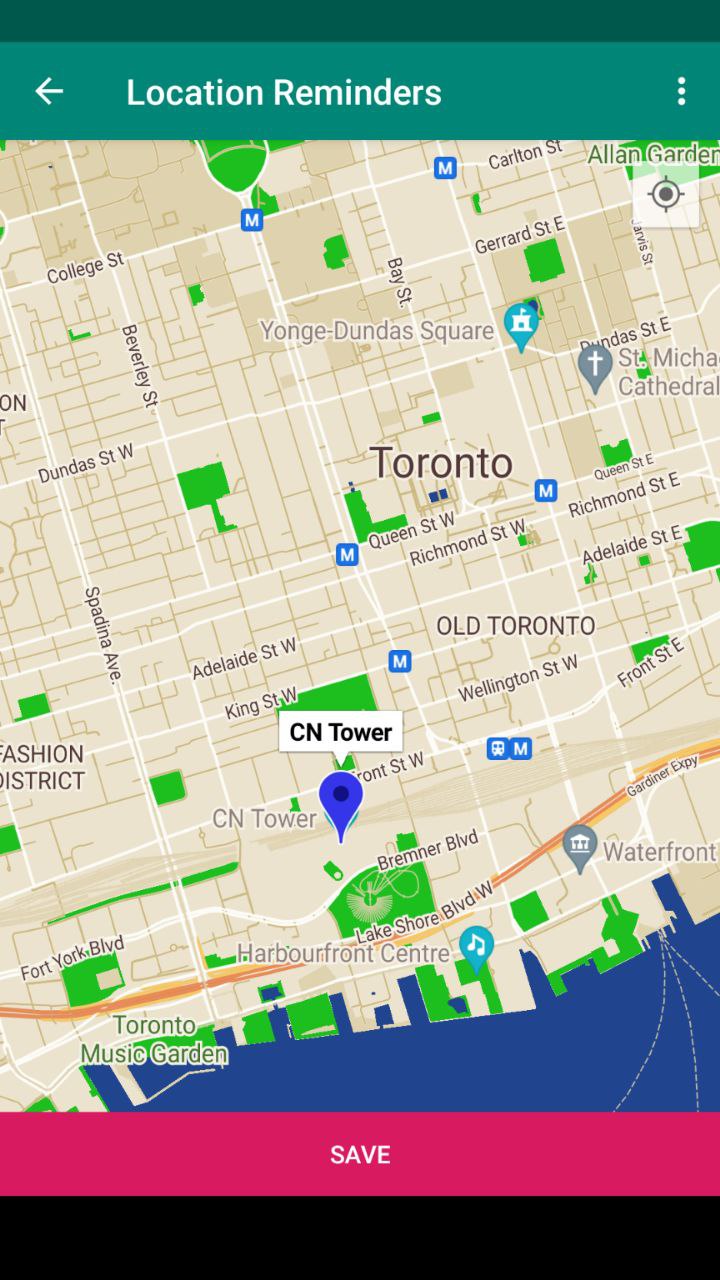 Location Reminders
Carlton St
Allan Garden
M
M
Jarvis St
Gerrard St E
College St
Bay St.
Yonge-Dundas Square
Beverley St
Dundas St E
St. Micha
Cathedral
ON
T
Dundas St W
Toronto
Queen St E
Richmond St E
M
Queen St W
Richmond St W
Adelaide St E
M
Spadina Ave.
OLD TORONTO
Adelaide St W
M
Wellington St W
Front St E
King St W
CN Tower
FASHION
DISTRICT
M
Front St W
Gardiner Expy
CN Tower
Bremner Blvd
Waterfront
Lake Shore Blvd W
Fort York Blvd
Harbourfront Centre
Toronto
Music Garden
SAVE